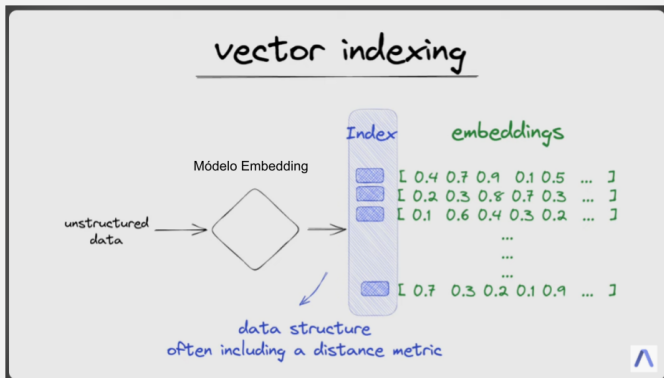 vector indexing
Index
embeddings
Módelo Embedding
unstructured
data
[ 0.4 0.7 0.9 0.1 0.5 ... ]
[ 0.2 0.3 0.8 0.7 0.3 ... ]
[ 0.1 0.6 0.4 0.3 0.2 ... ]
...
...
...
[ 0.7 0.3 0.2 0.1 0.9 ... ]
data structure
often including a distance metric